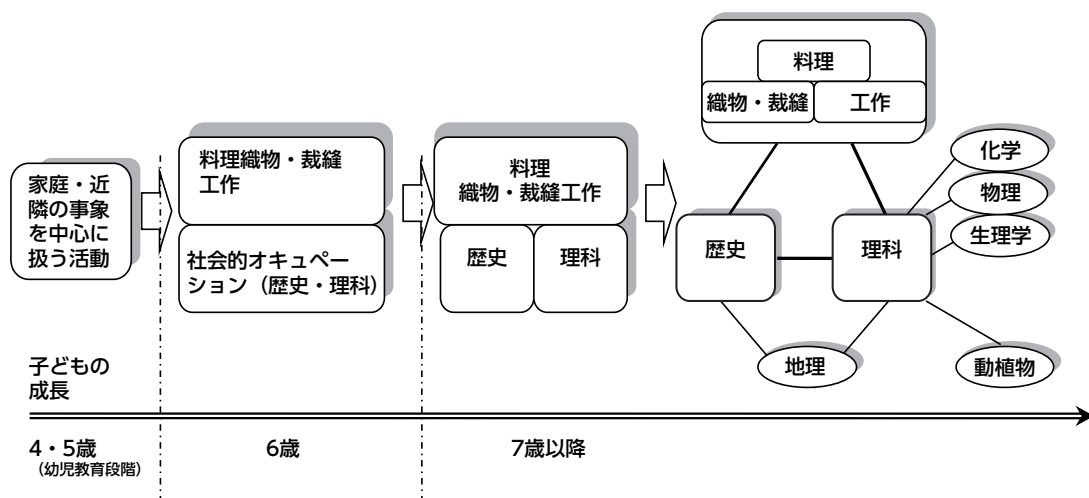 家庭・近
隣の事象
を中心に
扱う活動
料理織物・裁縫
工作
社会的オキュペー
ション（歴史・理科）
料理
織物・裁縫工作
歴史
理科
料理
織物・裁縫
工作
歴史
理科
化学
物理
生理学
地理
動植物
子どもの
成長
4・5歳
（幼児教育段階）
6歳
7歳以降